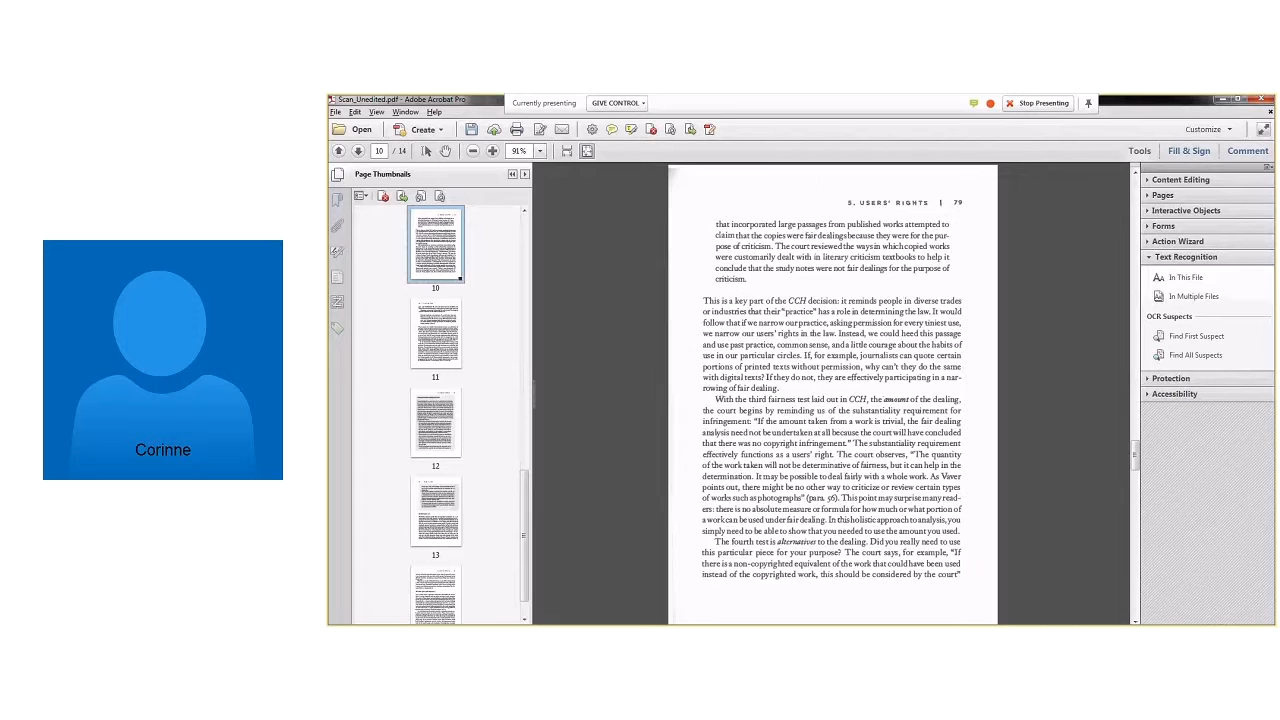 Corinne
Scan_Unedited.pdf - Adobe Acrobat Pro
Currently presenting
GIVE CONTROL
Stop Presenting
File Edit View Window Help
Open
Create
Customize
10 / 14
91%
Tools
Fill & Sign
Comment
Page Thumbnails
10
11
12
13
5. USERS' RIGHTS | 79
that incorporated large passages from published works attempted to
claim that the copies were fair dealings because they were for the pur-
pose of criticism. The court reviewed the ways in which copied works
were customarily dealt with in literary criticism textbooks to help it
conclude that the study notes were not fair dealings for the purpose of
criticism.
This is a key part of the CCH decision: it reminds people in diverse trades
or industries that their "practice" has a role in determining the law. It would
follow that if we narrow our practice, asking permission for every tiniest use,
we narrow our users' rights in the law. Instead, we could heed this passage
and use past practice, common sense, and a little courage about the habits of
use in our particular circles. If, for example, journalists can quote certain
portions of printed texts without permission, why can't they do the same
with digital texts? If they do not, they are effectively participating in a nar-
rowing of fair dealing.
With the third fairness test laid out in CCH, the amount of the dealing,
the court begins by reminding us of the substantiality requirement for
infringement: "If the amount taken from a work is trivial, the fair dealing
analysis need not be undertaken at all because the court will have concluded
that there was no copyright infringement." The substantiality requirement
effectively functions as a users' right. The court observes, "The quantity
of the work taken will not be determinative of fairness, but it can help in the
determination. It may be possible to deal fairly with a whole work. As Vaver
points out, there might be no other way to criticize or review certain types
of works such as photographs" (para. 56). This point may surprise many read-
ers: there is no absolute measure or formula for how much or what portion of
a work can be used under fair dealing. In this holistic approach to analysis, you
simply need to be able to show that you needed to use the amount you used.
The fourth test is alternatives to the dealing. Did you really need to use
this particular piece for your purpose? The court says, for example, "If
there is a non-copyrighted equivalent of the work that could have been used
instead of the copyrighted work, this should be considered by the court"
Content Editing
Pages
Interactive Objects
Forms
Action Wizard
Text Recognition
In This File
In Multiple Files
OCR Suspects
Find First Suspect
Find All Suspects
Protection
Accessibility